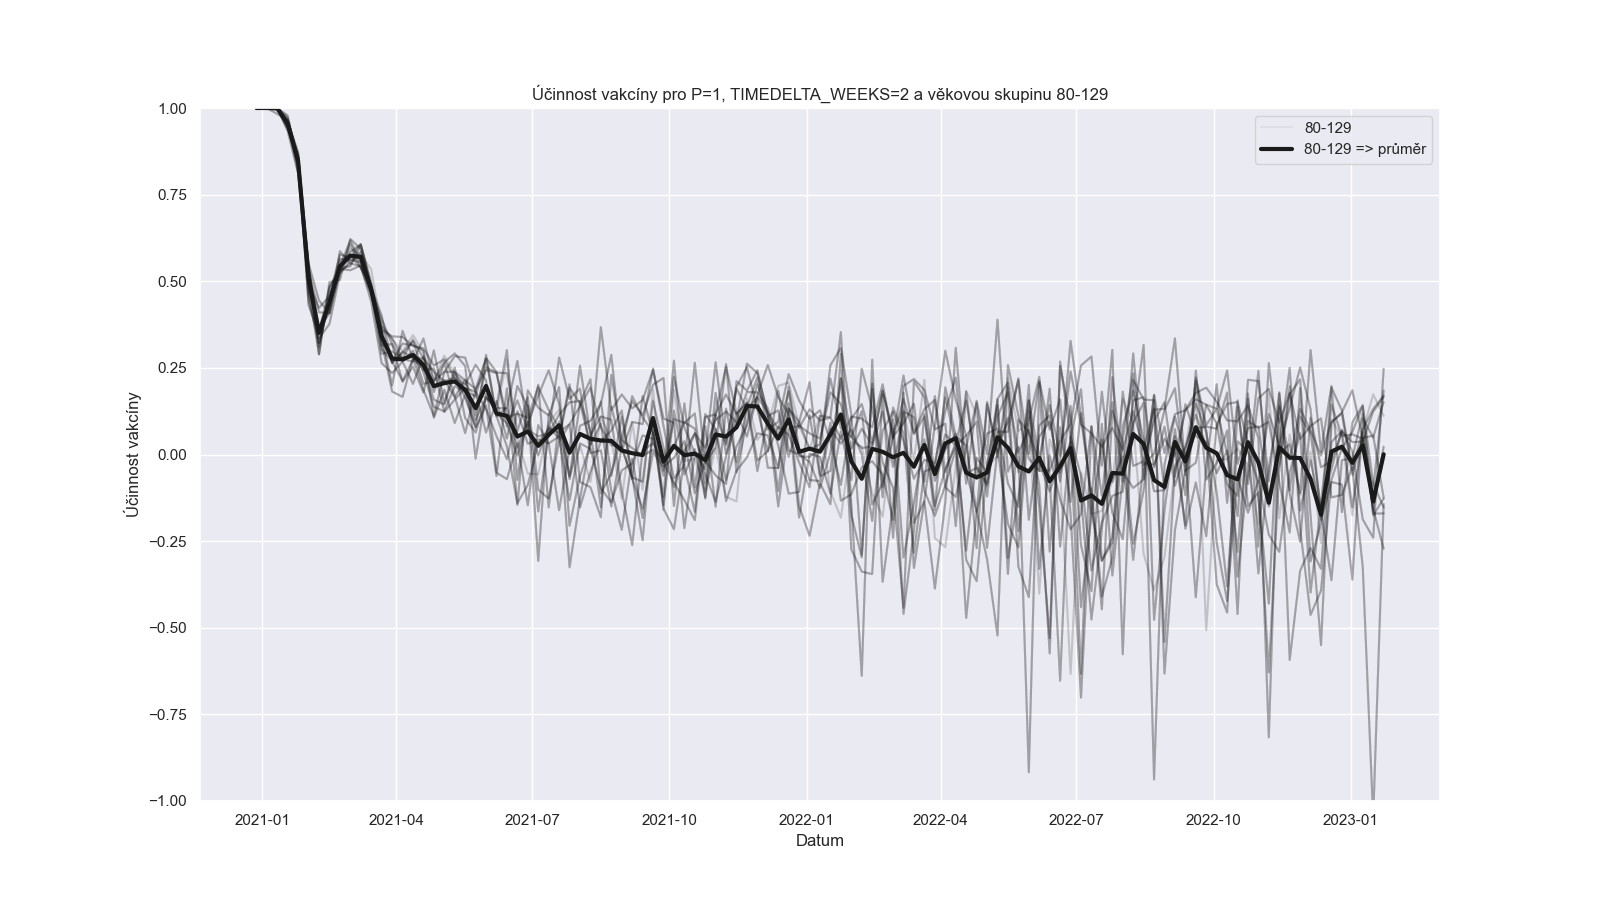 Účinnost vakcíny pro P=1, TIMEDELTA_WEEKS=2 a věkovou skupinu 80-129
80-129
80-129 => průměr
Účinnost vakcíny
1.00
0.75
0.50
0.25
0.00
−0.25
−0.50
−0.75
−1.00
2021-01 2021-04 2021-07 2021-10 2022-01 2022-04 2022-07 2022-10 2023-01
Datum